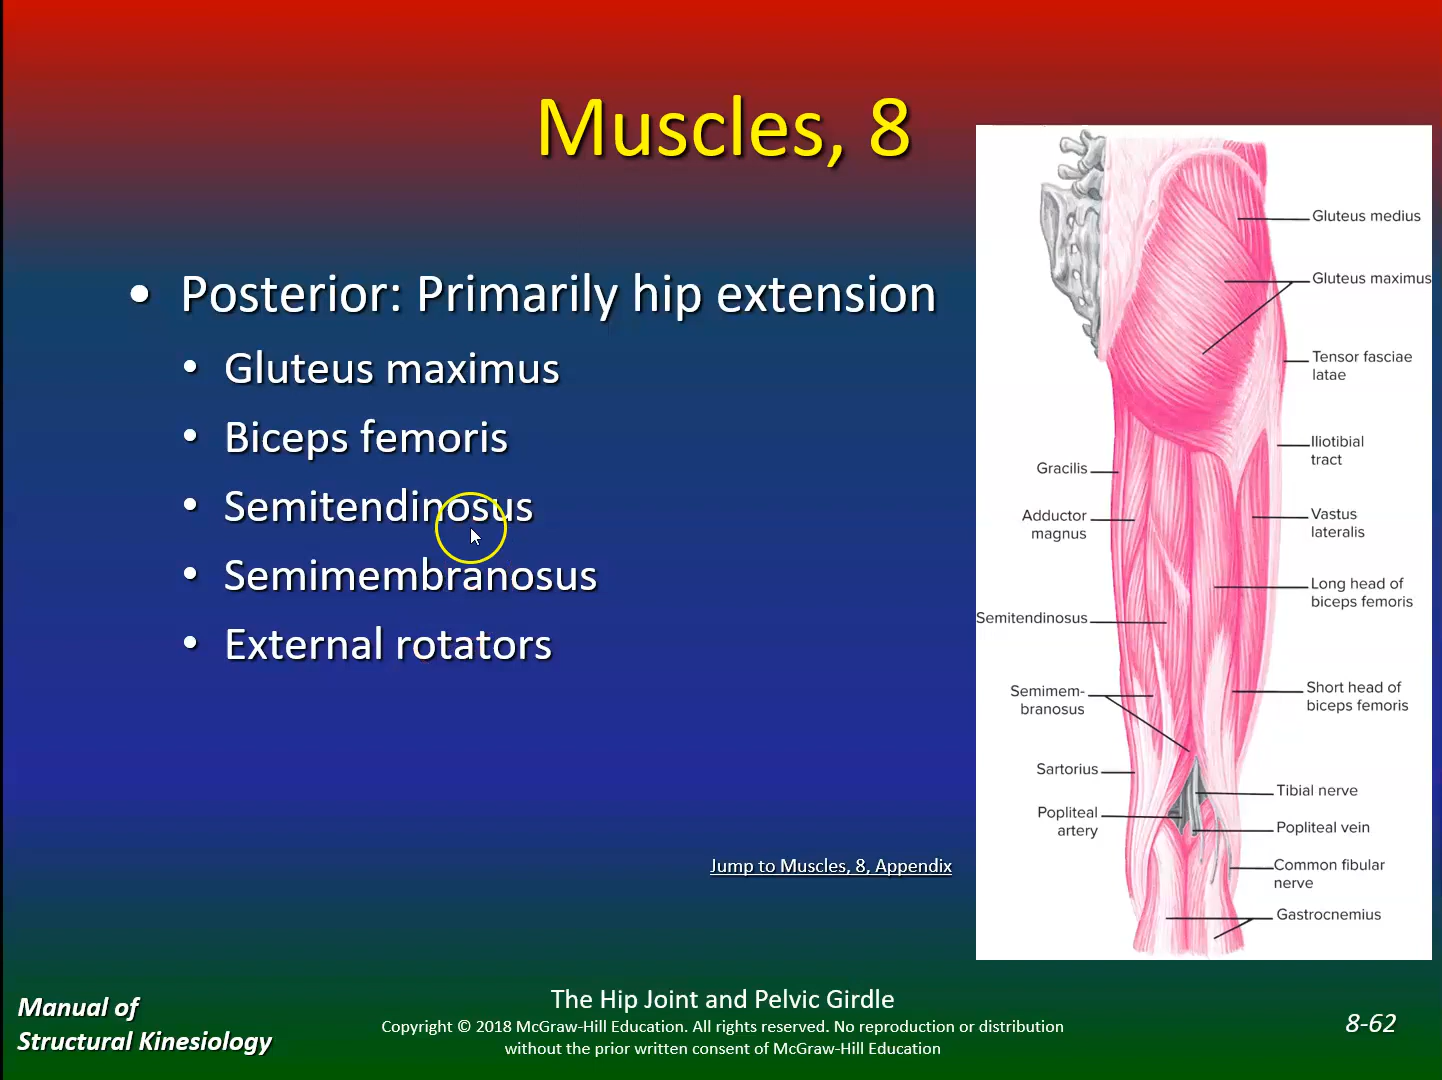 Muscles, 8
• Posterior: Primarily hip extension
• Gluteus maximus
• Biceps femoris
• Semitendinosus
• Semimembranosus
• External rotators
Jump to Muscles, 8, Appendix
Gluteus medius
Gluteus maximus
Tensor fasciae
latae
Iliotibial
tract
Vastus
lateralis
Long head of
biceps femoris
Short head of
biceps femoris
Tibial nerve
Popliteal vein
Common fibular
nerve
Gastrocnemius
Gracilis
Adductor
magnus
Semitendinosus
Semimem-
branosus
Sartorius
Popliteal
artery
Manual of
Structural Kinesiology
The Hip Joint and Pelvic Girdle
Copyright © 2018 McGraw-Hill Education. All rights reserved. No reproduction or distribution
without the prior written consent of McGraw-Hill Education
8-62